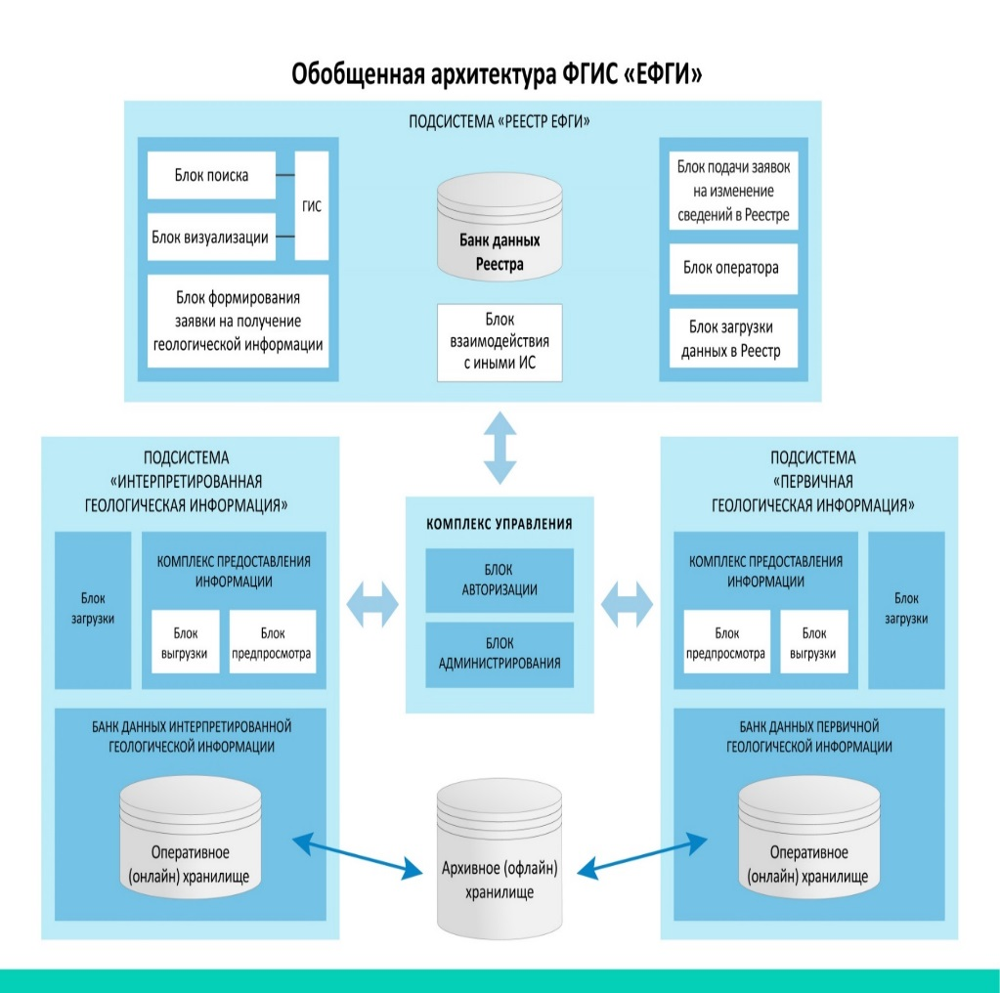 Обобщенная архитектура ФГИС «ЕФГИ»
ПОДСИСТЕМА «РЕЕСТР ЕФГИ»
Блок поиска
Блок визуализации
ГИС
Блок формирования
заявки на получение
геологической информации
Банк данных
Реестра
Блок
взаимодействия
с иными ИС
Блок подачи заявок
на изменение
сведений в Реестре
Блок оператора
Блок загрузки
данных в Реестр
ПОДСИСТЕМА
«ИНТЕРПРЕТИРОВАННАЯ
ГЕОЛОГИЧЕСКАЯ ИНФОРМАЦИЯ»
Блок
загрузки
КОМПЛЕКС ПРЕДОСТАВЛЕНИЯ
ИНФОРМАЦИИ
Блок
выгрузки
Блок
предпросмотра
БАНК ДАННЫХ ИНТЕРПРЕТИРОВАННОЙ
ГЕОЛОГИЧЕСКОЙ ИНФОРМАЦИИ
Оперативное
(онлайн) хранилище
КОМПЛЕКС УПРАВЛЕНИЯ
БЛОК
АВТОРИЗАЦИИ
БЛОК
АДМИНИСТРИРОВАНИЯ
Архивное (офлайн)
хранилище
ПОДСИСТЕМА
«ПЕРВИЧНАЯ
ГЕОЛОГИЧЕСКАЯ ИНФОРМАЦИЯ»
КОМПЛЕКС ПРЕДОСТАВЛЕНИЯ
ИНФОРМАЦИИ
Блок
предпросмотра
Блок
выгрузки
Блок
загрузки
БАНК ДАННЫХ ПЕРВИЧНОЙ
ГЕОЛОГИЧЕСКОЙ ИНФОРМАЦИИ
Оперативное
(онлайн) хранилище